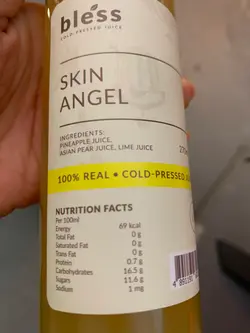 bless
COLD-PRESSED JUICE
SKIN
ANGEL
INGREDIENTS:
PINEAPPLE JUICE,
ASIAN PEAR JUICE, LIME JUICE
100% REAL • COLD-PRESSED
NUTRITION FACTS
Per 100ml
Energy 69 kcal
Total Fat 0 g
Saturated Fat 0 g
Trans Fat 0 g
Protein 0.7 g
Carbohydrates 16.5 g
Sugars 11.6 g
Sodium 1 mg